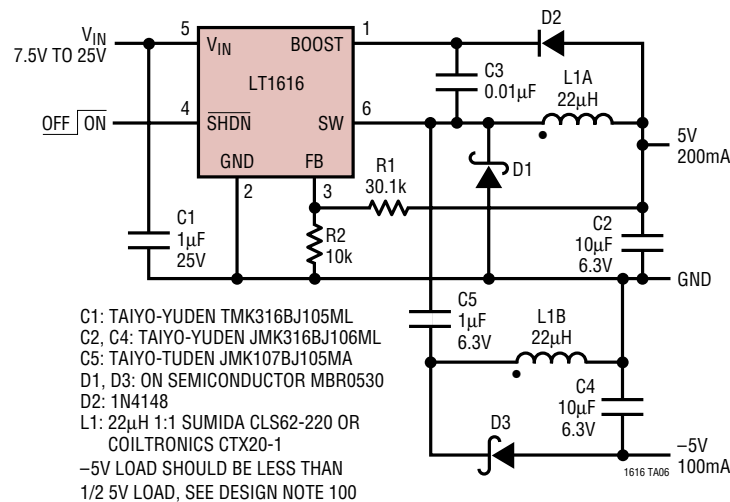 D2
VIN
7.5V TO 25V
5
VIN
BOOST
1
C3
0.01µF
L1A
22µH
LT1616
OFF ON
4
SHDN
SW
6
5V
200mA
GND
FB
D1
2
3
R1
30.1k
C1
1µF
25V
R2
10k
C2
10µF
6.3V
GND
C5
1µF
6.3V
L1B
22µH
C4
10µF
6.3V
D3
–5V
100mA
1616 TA06
C1: TAIYO-YUDEN TMK316BJ105ML
C2, C4: TAIYO-YUDEN JMK316BJ106ML
C5: TAIYO-TUDEN JMK107BJ105MA
D1, D3: ON SEMICONDUCTOR MBR0530
D2: 1N4148
L1: 22µH 1:1 SUMIDA CLS62-220 OR
COILTRONICS CTX20-1
–5V LOAD SHOULD BE LESS THAN
1/2 5V LOAD, SEE DESIGN NOTE 100